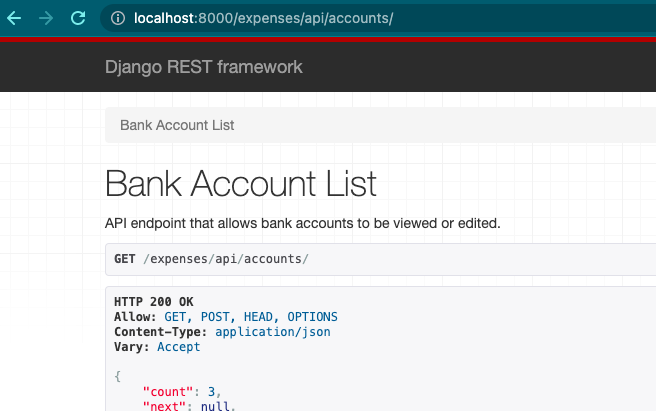 localhost:8000/expenses/api/accounts/
Django REST framework
Bank Account List
Bank Account List
API endpoint that allows bank accounts to be viewed or edited.
GET /expenses/api/accounts/
HTTP 200 OK
Allow: GET, POST, HEAD, OPTIONS
Content-Type: application/json
Vary: Accept
{
"count": 3,
"next": null,